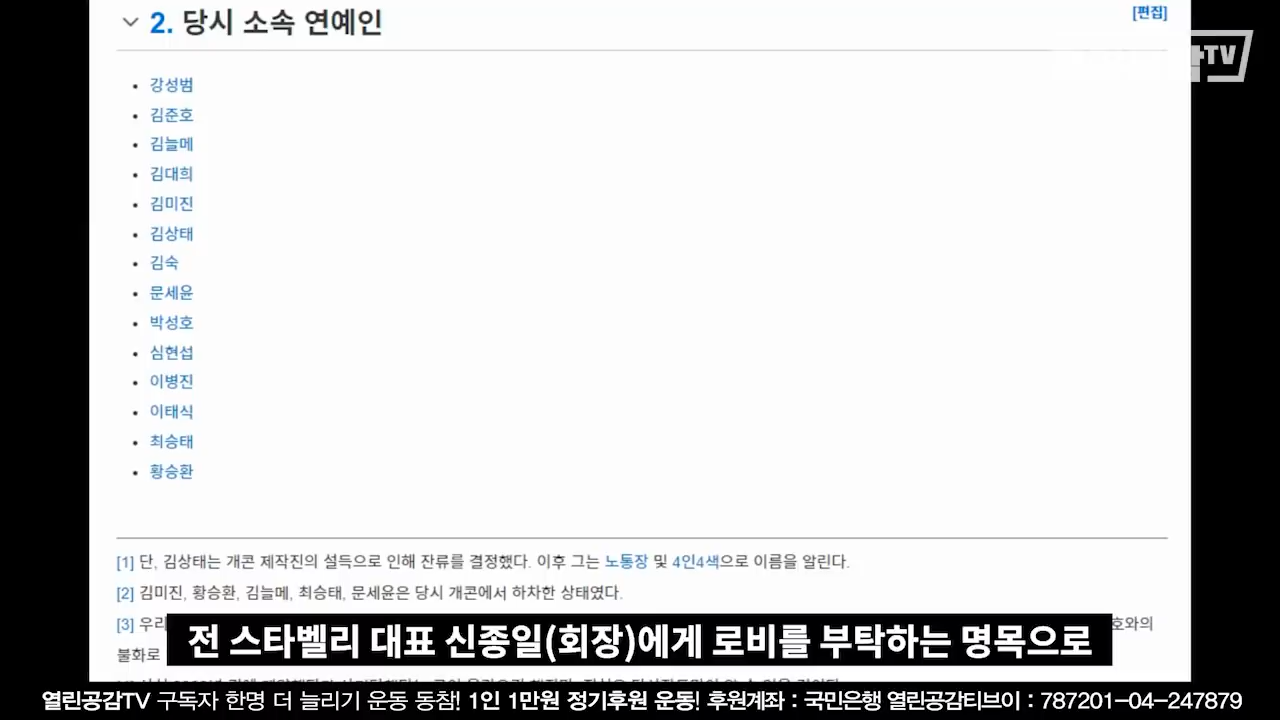 2. 당시 소속 연예인
[편집]
TV
강성범
김준호
김늘메
김대희
김미진
김상태
김숙
문세윤
박성호
심현섭
이병진
이태식
최승태
황승환
[1] 단, 김상태는 개콘 제작진의 설득으로 인해 잔류를 결정했다. 이후 그는 노통장 및 4인4색으로 이름을 알린다.
[2] 김미진, 황승환, 김늘메, 최승태, 문세윤은 당시 개콘에서 하차한 상태였다.
[3] 우리 호와의
불화로
전 스타벨리 대표 신종일(회장)에게 로비를 부탁하는 명목으로
열린공감TV 구독자 한명 더 늘리기 운동 동참! 1인 1만원 정기후원 운동! 후원계좌 : 국민은행 열린공감티브이 : 787201-04-247879